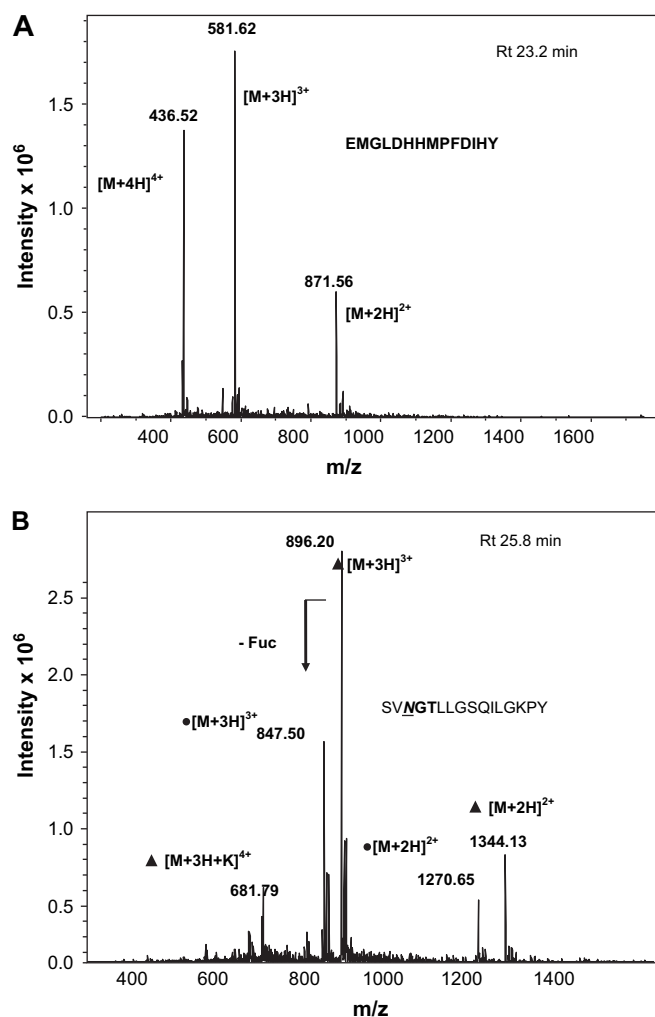 A
581.62
Rt 23.2 min
[M+3H]3+
436.52
EMGLDHHMPFDIHY
[M+4H]4+
871.56
[M+2H]2+
Intensity x 10^6
1.5
1.0
0.5
0.0
400 600 800 1000 1200 1400 1600
m/z
B
896.20
Rt 25.8 min
▲ [M+3H]3+
- Fuc
SVNGTLLGSQILGKPY
●[M+3H]3+
847.50
▲ [M+2H]2+
●[M+2H]2+
1344.13
▲ [M+3H+K]4+
1270.65
681.79
Intensity x 10^6
2.5
2.0
1.5
1.0
0.5
0.0
400 600 800 1000 1200 1400
m/z